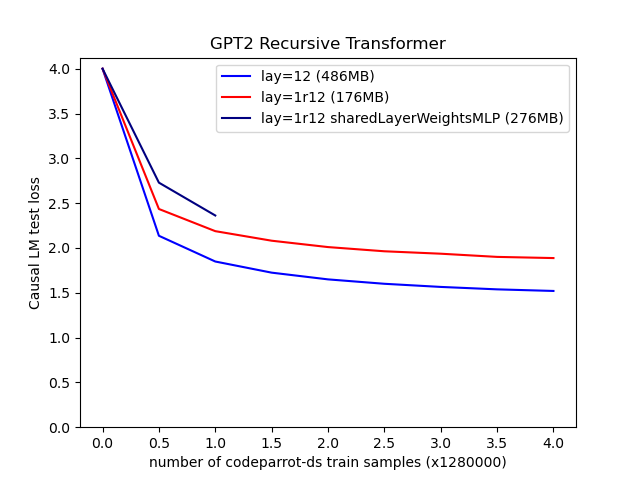 GPT2 Recursive Transformer
lay=12 (486MB)
lay=1r12 (176MB)
lay=1r12 sharedLayerWeightsMLP (276MB)
Causal LM test loss
4.0
3.5
3.0
2.5
2.0
1.5
1.0
0.5
0.0
0.0 0.5 1.0 1.5 2.0 2.5 3.0 3.5 4.0
number of codeparrot-ds train samples (x1280000)